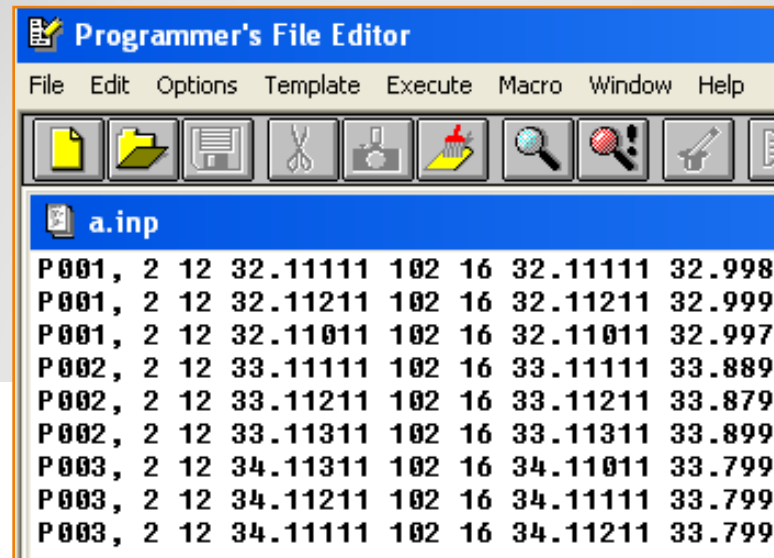 Programmer's File Editor
File Edit Options Template Execute Macro Window Help
a.inp
P001, 2 12 32.11111 102 16 32.11111 32.998
P001, 2 12 32.11211 102 16 32.11211 32.999
P001, 2 12 32.11011 102 16 32.11011 32.997
P002, 2 12 33.11111 102 16 33.11111 33.889
P002, 2 12 33.11211 102 16 33.11211 33.879
P002, 2 12 33.11311 102 16 33.11311 33.899
P003, 2 12 34.11311 102 16 34.11011 33.799
P003, 2 12 34.11211 102 16 34.11111 33.799
P003, 2 12 34.11111 102 16 34.11211 33.799